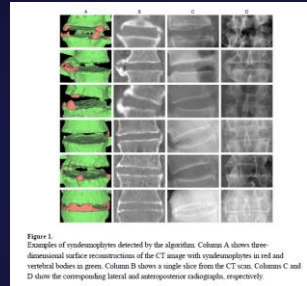 A B C D
Figure 1.
Examples of syndesmophytes detected by the algorithm. Column A shows three-
dimensional surface reconstructions of the CT image with syndesmophytes in red and
vertebral bodies in green. Column B shows a single slice from the CT scan. Columns C and
D show the corresponding lateral and anteroposterior radiographs, respectively.